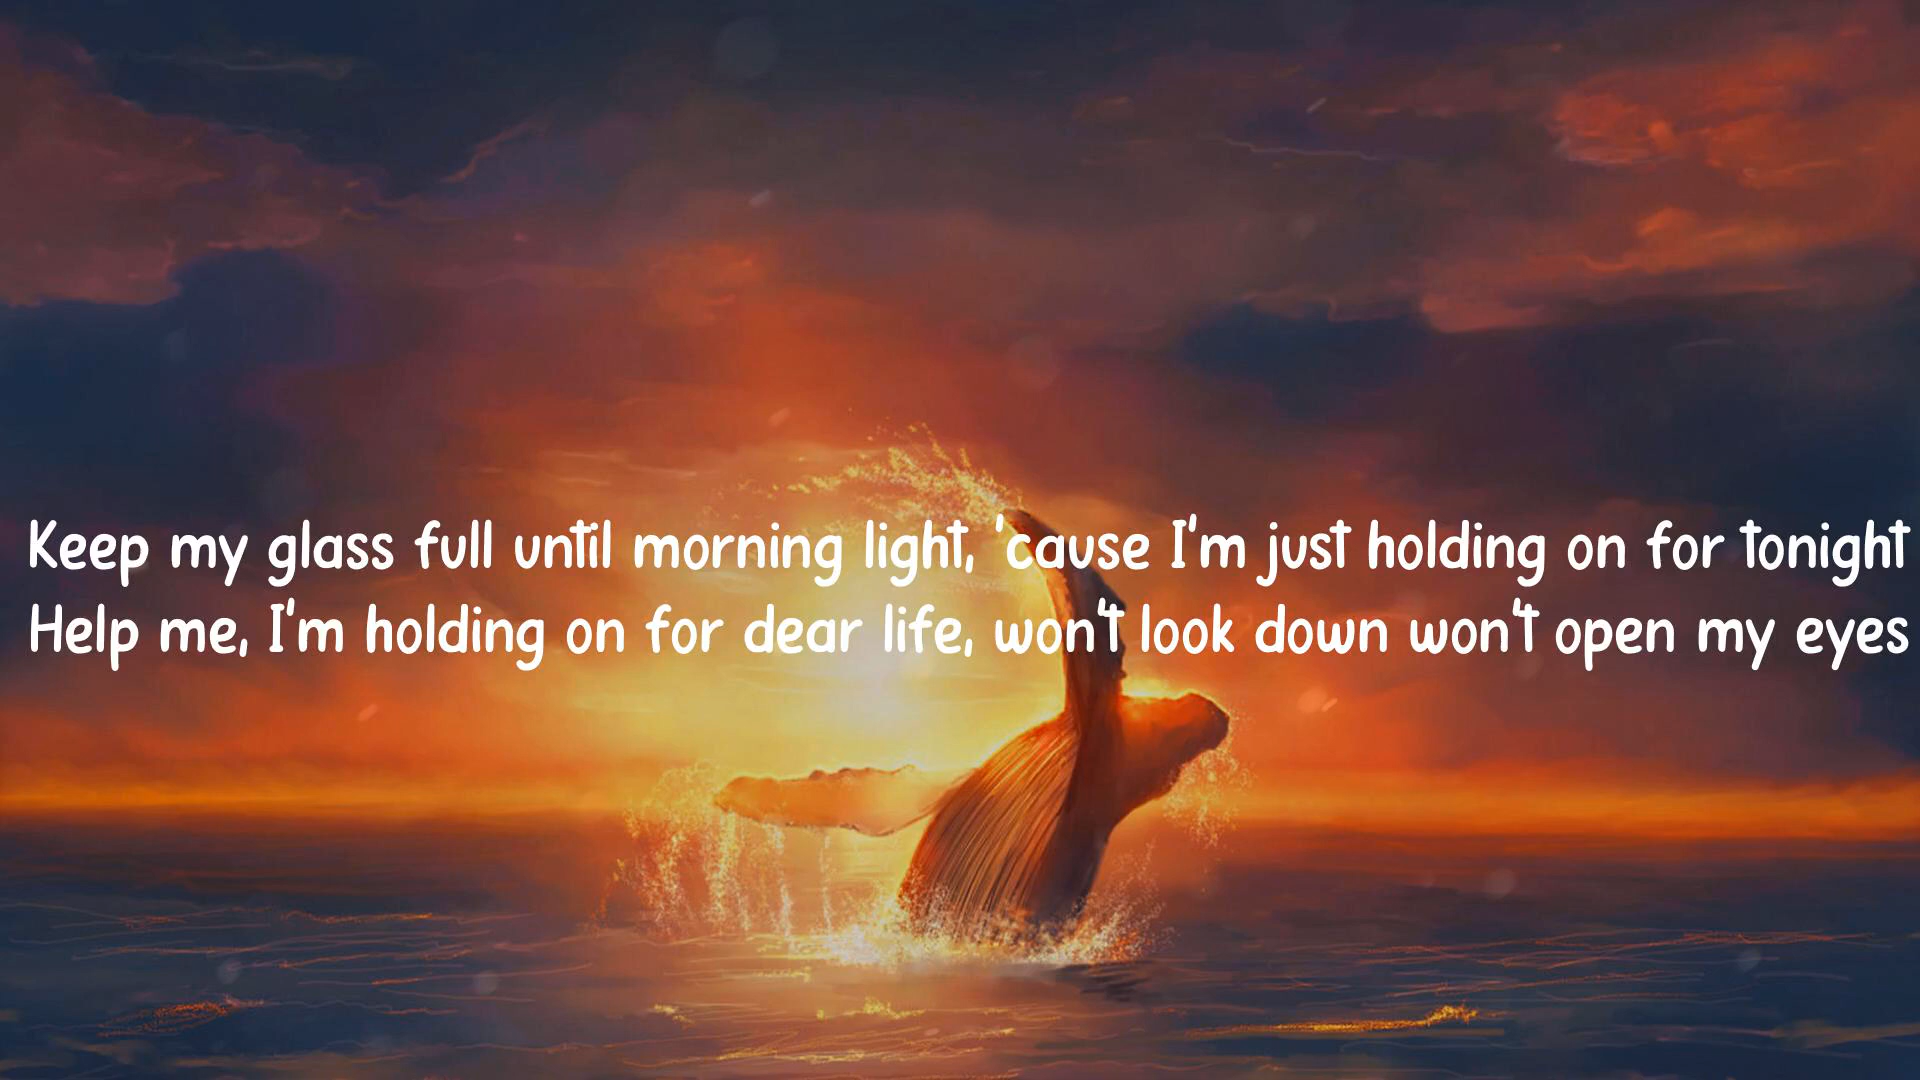 Keep my glass full until morning light, 'cause I'm just holding on for tonight
Help me, I'm holding on for dear life, won't look down won't open my eyes